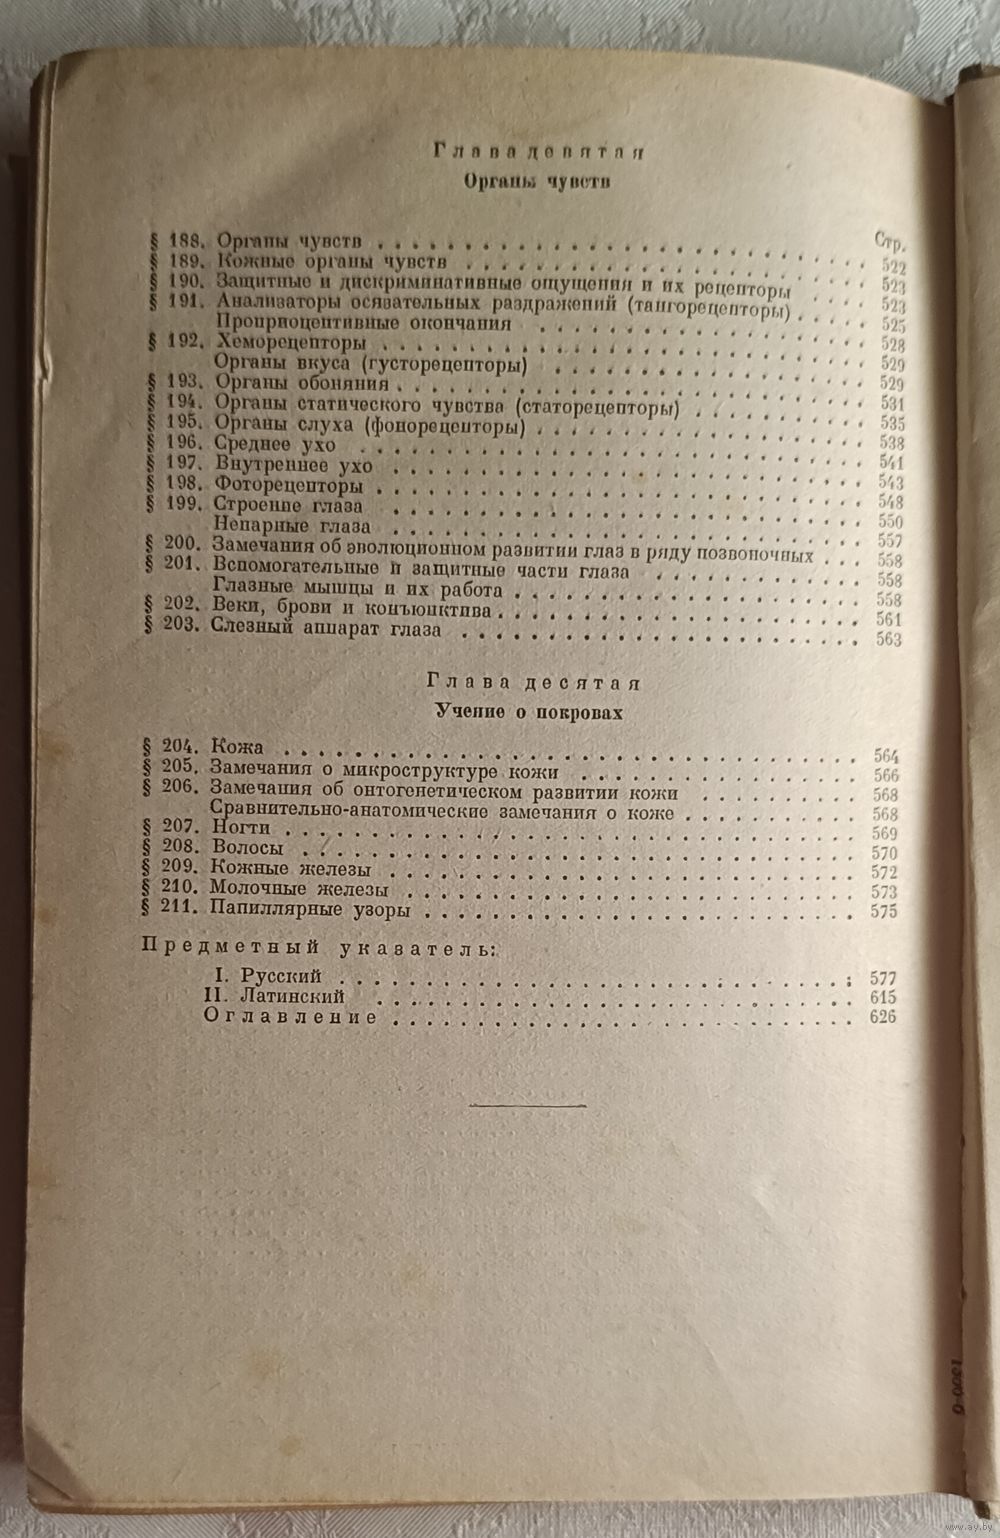 Глава девятая
Органы чувств
Стр.
§ 188. Органы чувств . . . . . . . . . . 522
§ 189. Кожные органы чувств . . . . . . . . . . 523
§ 190. Защитные и дискриминативные ощущения и их рецепторы . . . . 523
§ 191. Анализаторы осязательных раздражений (тангорецепторы) . . . . 525
Проприоцептивные окончания . . . . . . . . . . 528
§ 192. Хеморецепторы . . . . . . . . . . 529
Органы вкуса (густорецепторы) . . . . . . . . . . 529
§ 193. Органы обоняния . . . . . . . . . . 531
§ 194. Органы статического чувства (статорецепторы) . . . . . . . . 535
§ 195. Органы слуха (фонорецепторы) . . . . . . . . . . 538
§ 196. Среднее ухо . . . . . . . . . . 541
§ 197. Внутреннее ухо . . . . . . . . . . 543
§ 198. Фоторецепторы . . . . . . . . . . 548
§ 199. Строение глаза . . . . . . . . . . 550
Непарные глаза . . . . . . . . . . 557
§ 200. Замечания об эволюционном развитии глаз в ряду позвоночных . . . 558
§ 201. Вспомогательные и защитные части глаза . . . . . . . . . . 558
Глазные мышцы и их работа . . . . . . . . . . 558
§ 202. Веки, брови и конъюнктива . . . . . . . . . . 561
§ 203. Слезный аппарат глаза . . . . . . . . . . 563
Глава десятая
Учение о покровах
§ 204. Кожа . . . . . . . . . . 564
§ 205. Замечания о микроструктуре кожи . . . . . . . . . . 566
§ 206. Замечания об онтогенетическом развитии кожи . . . . . . . . 568
Сравнительно-анатомические замечания о коже . . . . . . . . . 568
§ 207. Ногти . . . . . . . . . . 569
§ 208. Волосы . . . . . . . . . . 570
§ 209. Кожные железы . . . . . . . . . . 572
§ 210. Молочные железы . . . . . . . . . . 573
§ 211. Папиллярные узоры . . . . . . . . . . 575
Предметный указатель:
I. Русский . . . . . . . . . . 577
II. Латинский . . . . . . . . . . 615
Оглавление . . . . . . . . . . 626
www.ay.by